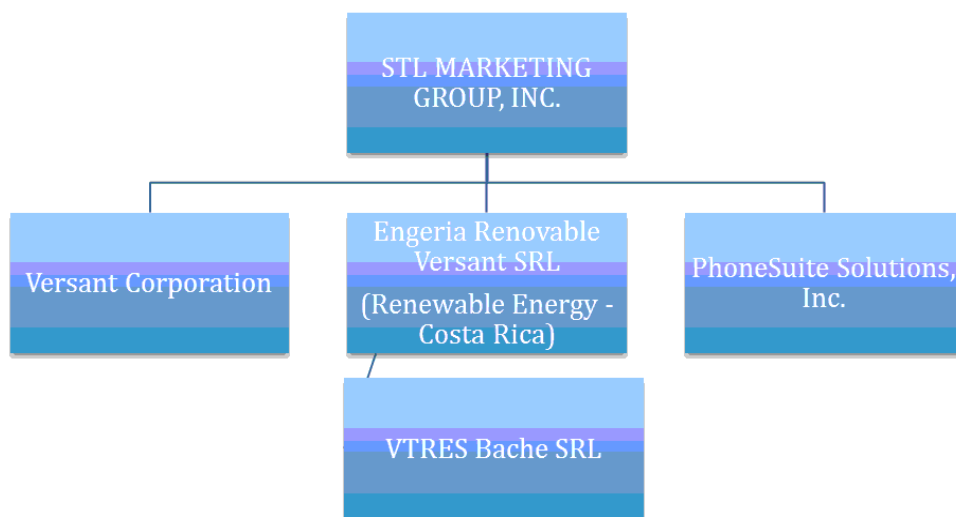 STL MARKETING
GROUP, INC.
Versant Corporation
Engeria Renovable
Versant SRL
(Renewable Energy -
Costa Rica)
PhoneSuite Solutions,
Inc.
VTRES Bache SRL